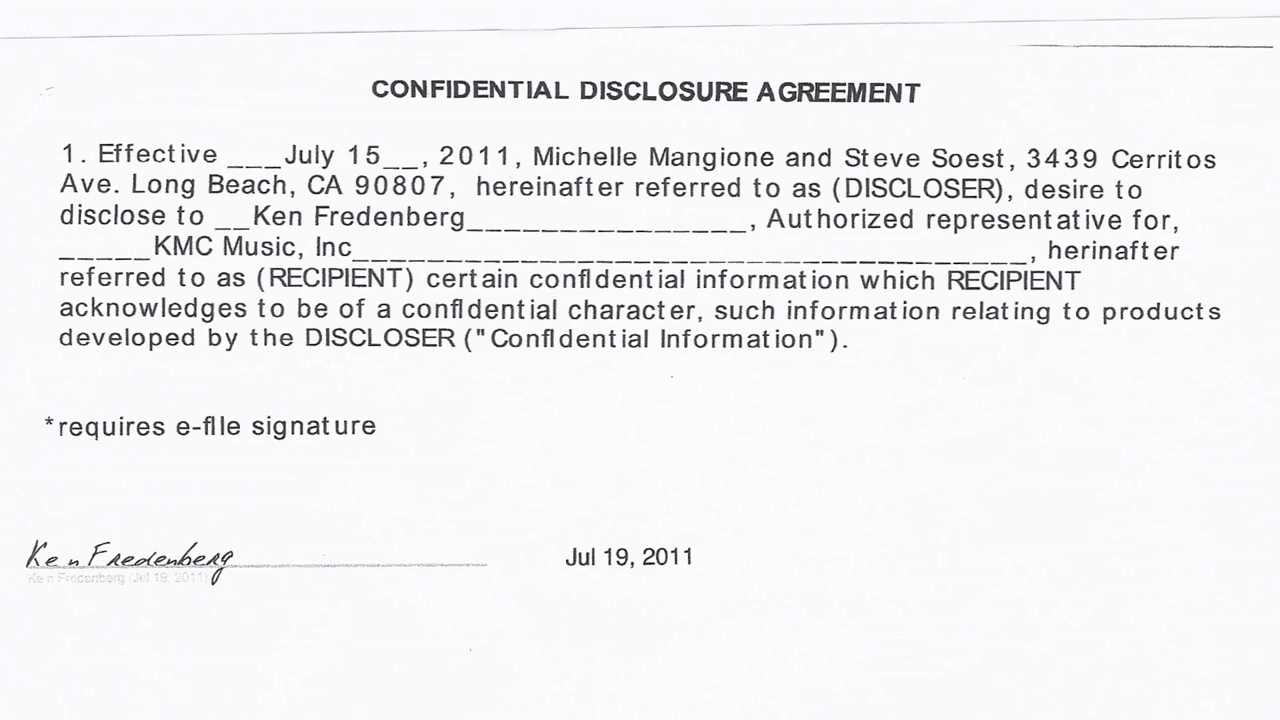 CONFIDENTIAL DISCLOSURE AGREEMENT
1. Effective ___July 15__, 2011, Michelle Mangione and Steve Soest, 3439 Cerritos
Ave. Long Beach, CA 90807, hereinafter referred to as (DISCLOSER), desire to
disclose to __Ken Fredenberg_______________, Authorized representative for,
_____KMC Music, Inc____________________________________, herinafter
referred to as (RECIPIENT) certain confidential information which RECIPIENT
acknowledges to be of a confidential character, such information relating to products
developed by the DISCLOSER ("Confidential Information").
*requires e-file signature
Ken Fredenberg
Jul 19, 2011
Ken Fredenberg (Jul 19, 2011)